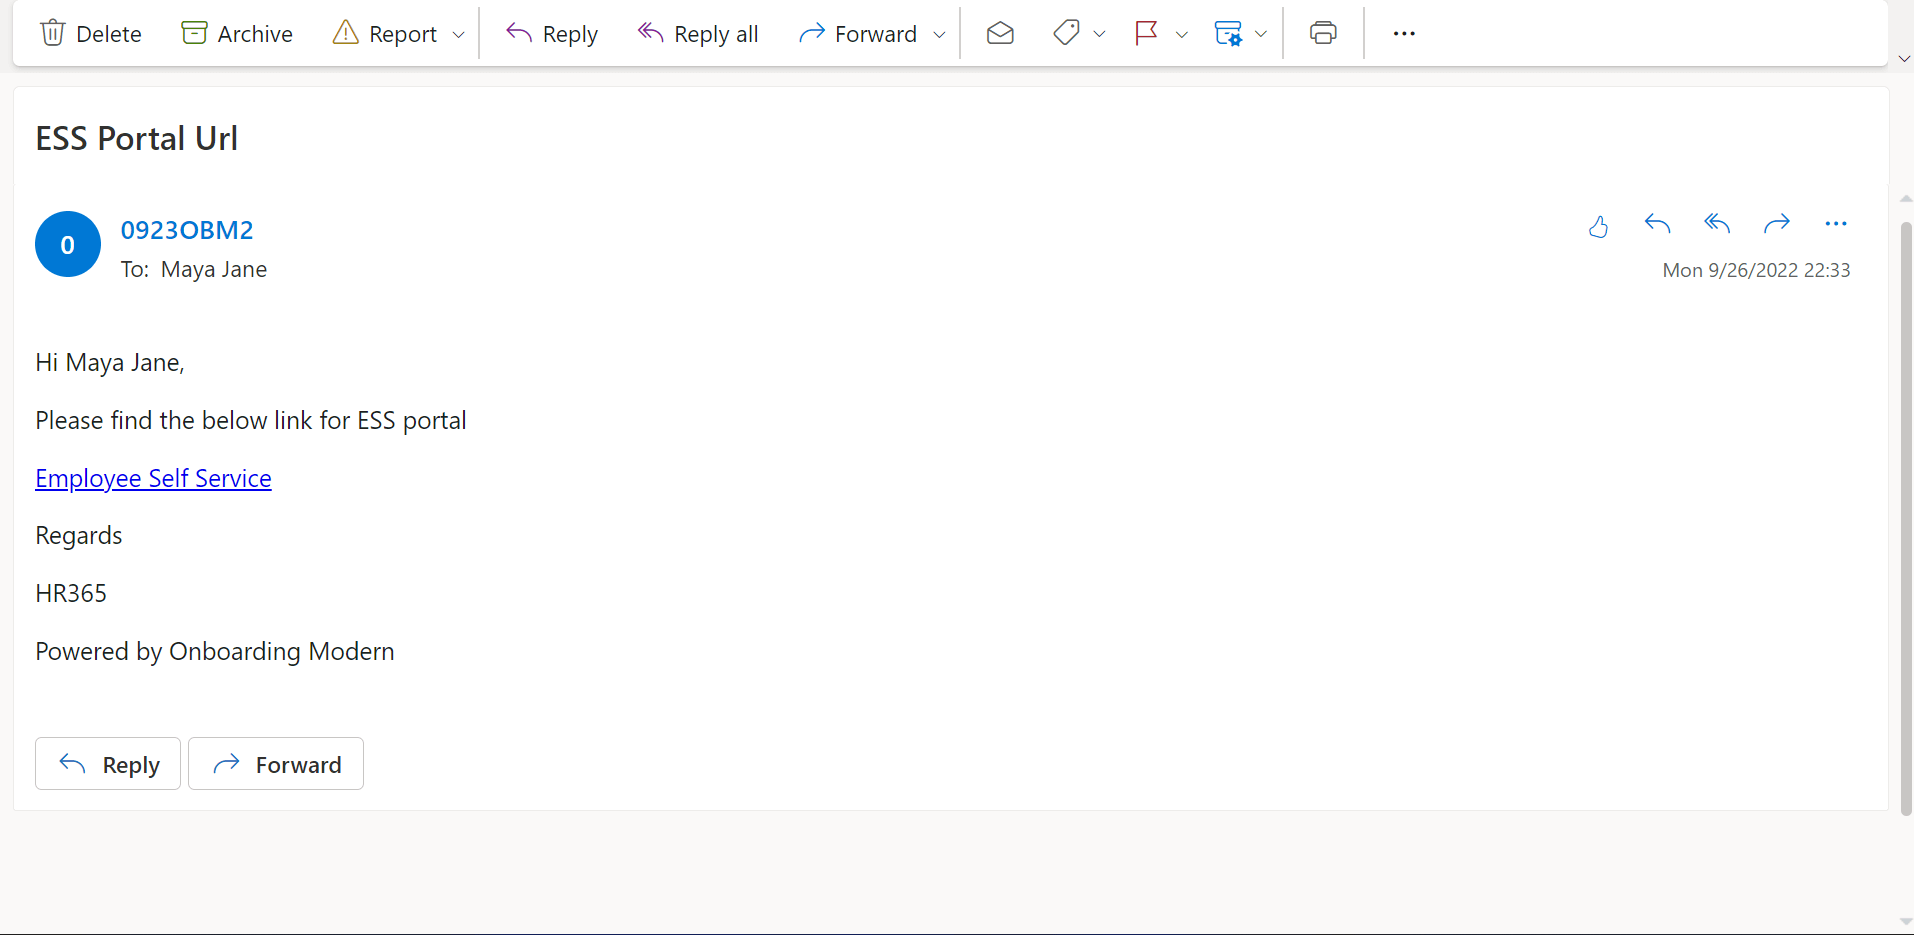 Delete Archive Report Reply Reply all Forward
ESS Portal Url
0
0923OBM2
To: Maya Jane
Mon 9/26/2022 22:33
Hi Maya Jane,
Please find the below link for ESS portal
Employee Self Service
Regards
HR365
Powered by Onboarding Modern
Reply Forward